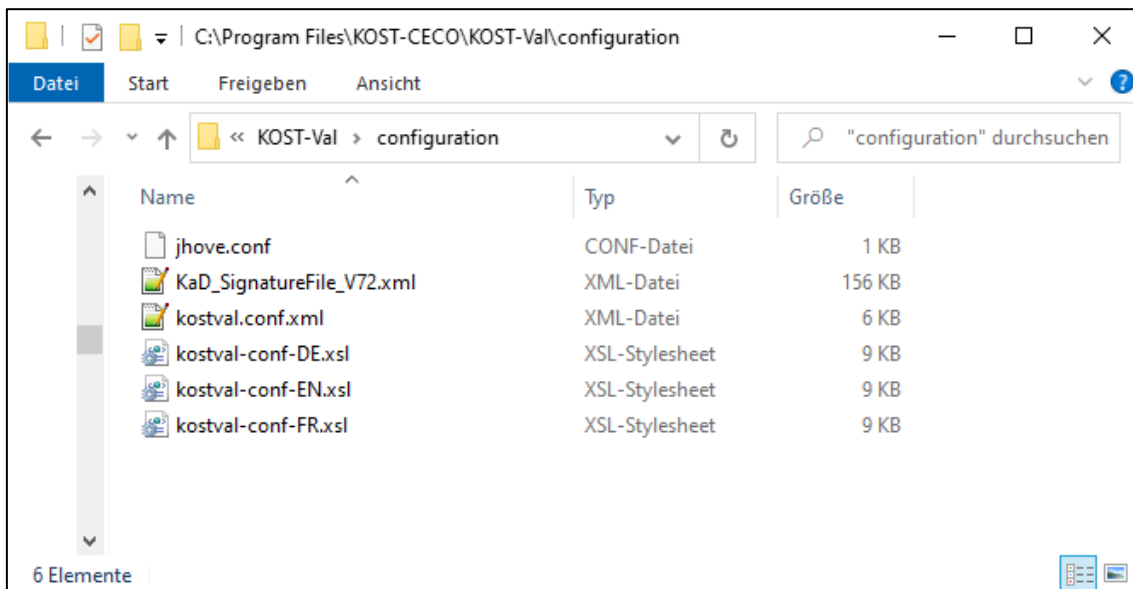 C:\Program Files\KOST-CECO\KOST-Val\configuration
Datei Start Freigeben Ansicht ?
« KOST-Val › configuration "configuration" durchsuchen
Name Typ Größe
jhove.conf CONF-Datei 1 KB
KaD_SignatureFile_V72.xml XML-Datei 156 KB
kostval.conf.xml XML-Datei 6 KB
kostval-conf-DE.xsl XSL-Stylesheet 9 KB
kostval-conf-EN.xsl XSL-Stylesheet 9 KB
kostval-conf-FR.xsl XSL-Stylesheet 9 KB
6 Elemente